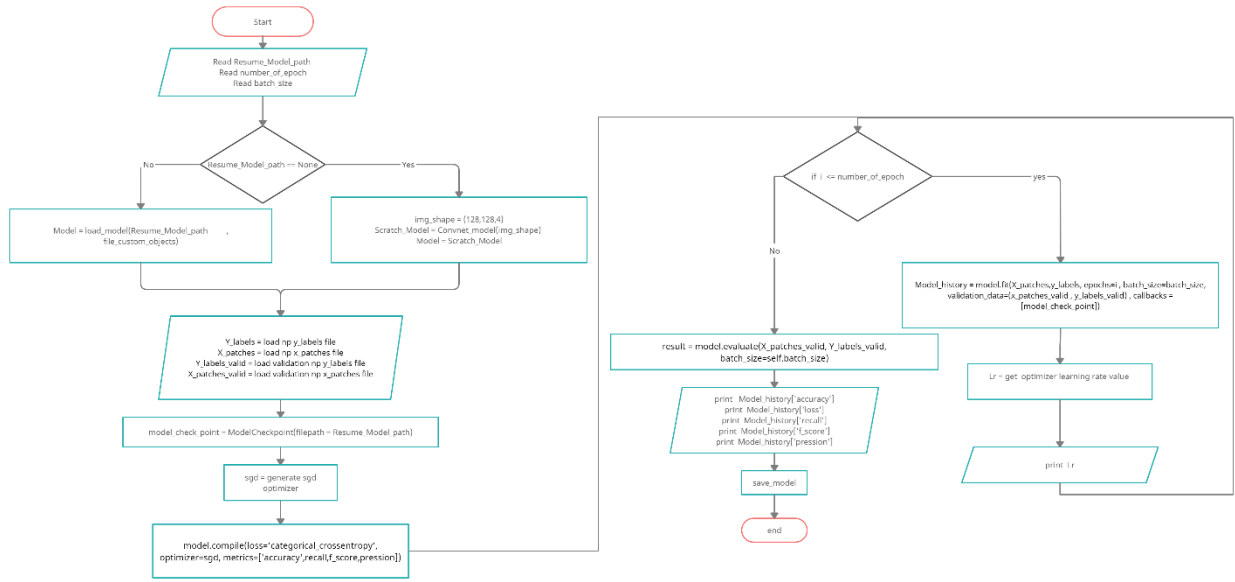 Start
Read Resume_Model_path
Read number_of_epoch
Read batch_size
Resume_Model_path == None
No
Yes
Model = load_model(Resume_Model_path ,
file_custom_objects)
img_shape = (128,128,4)
Scratch_Model = Convnet_model(img_shape)
Model = Scratch_Model
Y_labels = load np y_labels file
X_patches = load np x_patches file
Y_labels_valid = load validation np y_labels file
X_patches_valid = load validation np x_patches file
model_check_point = ModelCheckpoint(filepath = Resume_Model_path)
sgd = generate sgd
optimizer
model.compile(loss='categorical_crossentropy',
optimizer=sgd, metrics=['accuracy',recall,f_score,pression])
if i <= number_of_epoch
yes
No
Model_history = model.fit(X_patches,y_labels, epochs=i , batch_size=batch_size,
validation_data=(x_patches_valid , y_labels_valid) , callbacks =
[model_check_point])
Lr = get optimizer learning rate value
print Lr
result = model.evaluate(X_patches_valid, Y_labels_valid,
batch_size=self.batch_size)
print Model_history['accuracy']
print Model_history['loss']
print Model_history['recall']
print Model_history['f_score']
print Model_history['pression']
save_model
end